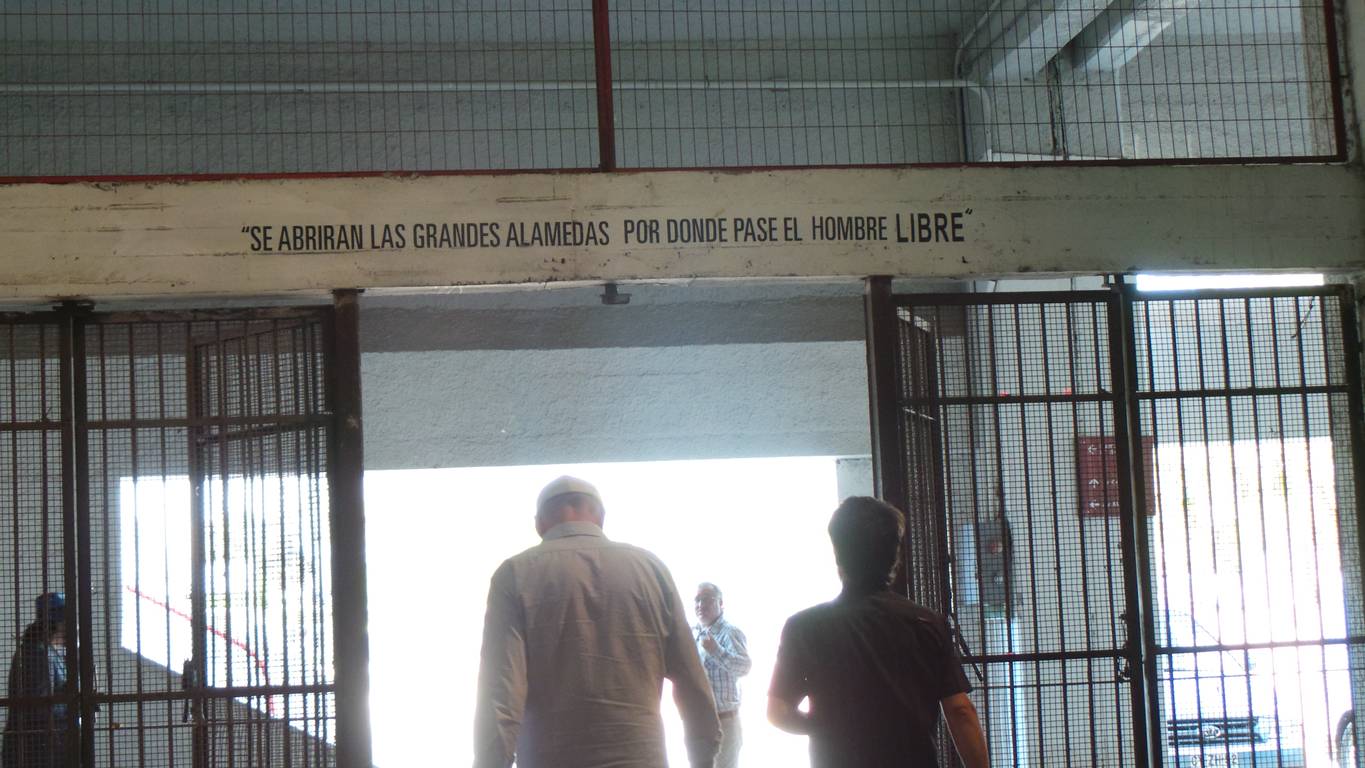 “SE ABRIRAN LAS GRANDES ALAMEDAS POR DONDE PASE EL HOMBRE LIBRE“